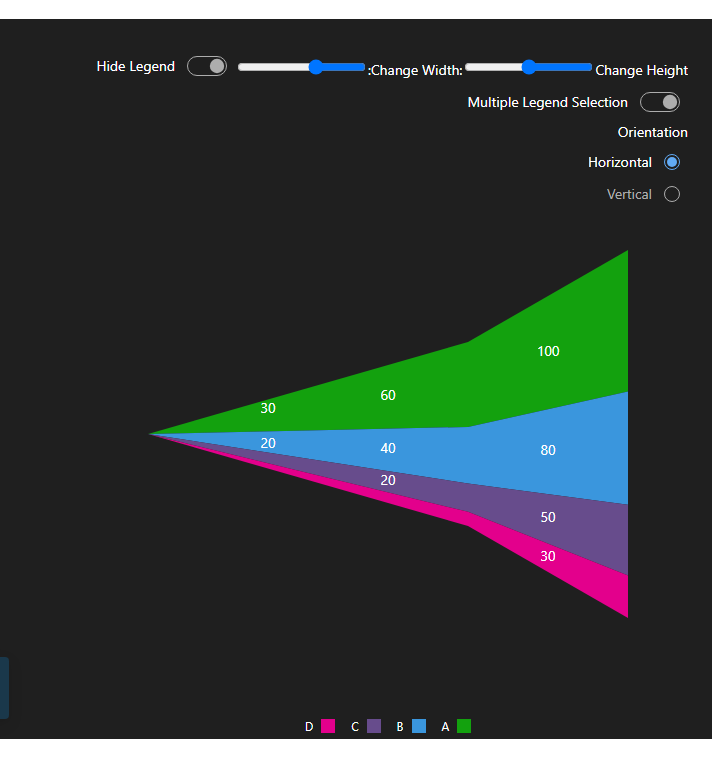 Hide Legend :Change Width: Change Height
Multiple Legend Selection
Orientation
Horizontal
Vertical
100
60
30
40
20
80
20
50
30
D C B A